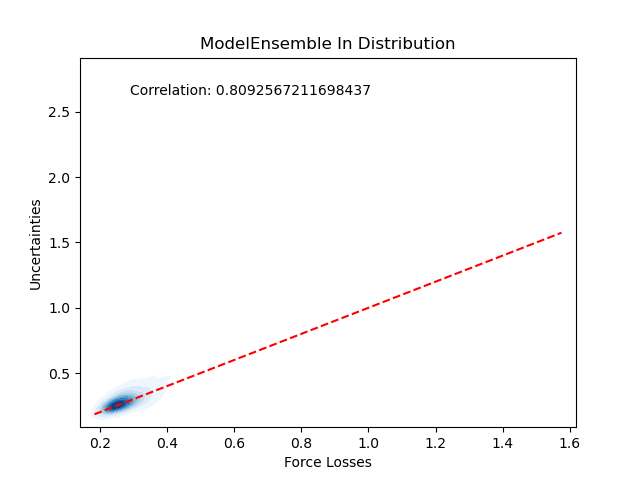 ModelEnsemble In Distribution
Correlation: 0.8092567211698437
Uncertainties
2.5
2.0
1.5
1.0
0.5
0.2 0.4 0.6 0.8 1.0 1.2 1.4 1.6
Force Losses